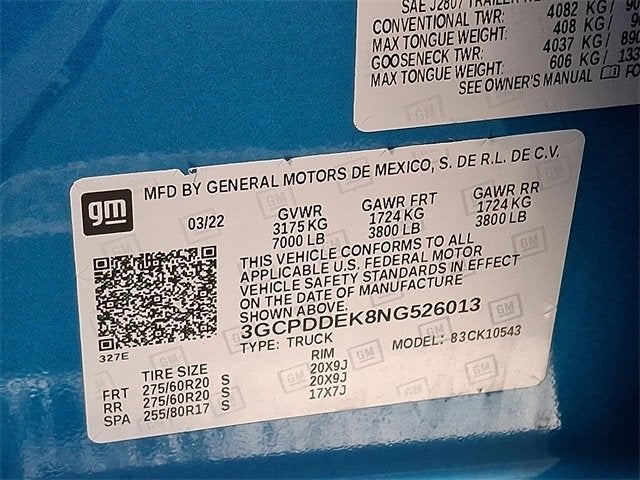 SAE J2807 TRAILER
CONVENTIONAL TWR: 4082 KG/
MAX TONGUE WEIGHT: 408 KG/
GOOSENECK TWR: 4037 KG/ 890
MAX TONGUE WEIGHT: 606 KG/ 133
SEE OWNER'S MANUAL FO
gm MFD BY GENERAL MOTORS DE MEXICO, S. DE R.L. DE C.V.
03/22 GVWR GAWR FRT GAWR RR
3175 KG 1724 KG 1724 KG
7000 LB 3800 LB 3800 LB
THIS VEHICLE CONFORMS TO ALL
APPLICABLE U.S. FEDERAL MOTOR
VEHICLE SAFETY STANDARDS IN EFFECT
ON THE DATE OF MANUFACTURE
SHOWN ABOVE.
3GCPDDEK8NG526013
327E TYPE: TRUCK MODEL: 83CK10543
TIRE SIZE RIM
FRT 275/60R20 S 20X9J
RR 275/60R20 S 20X9J
SPA 255/80R17 S 17X7J